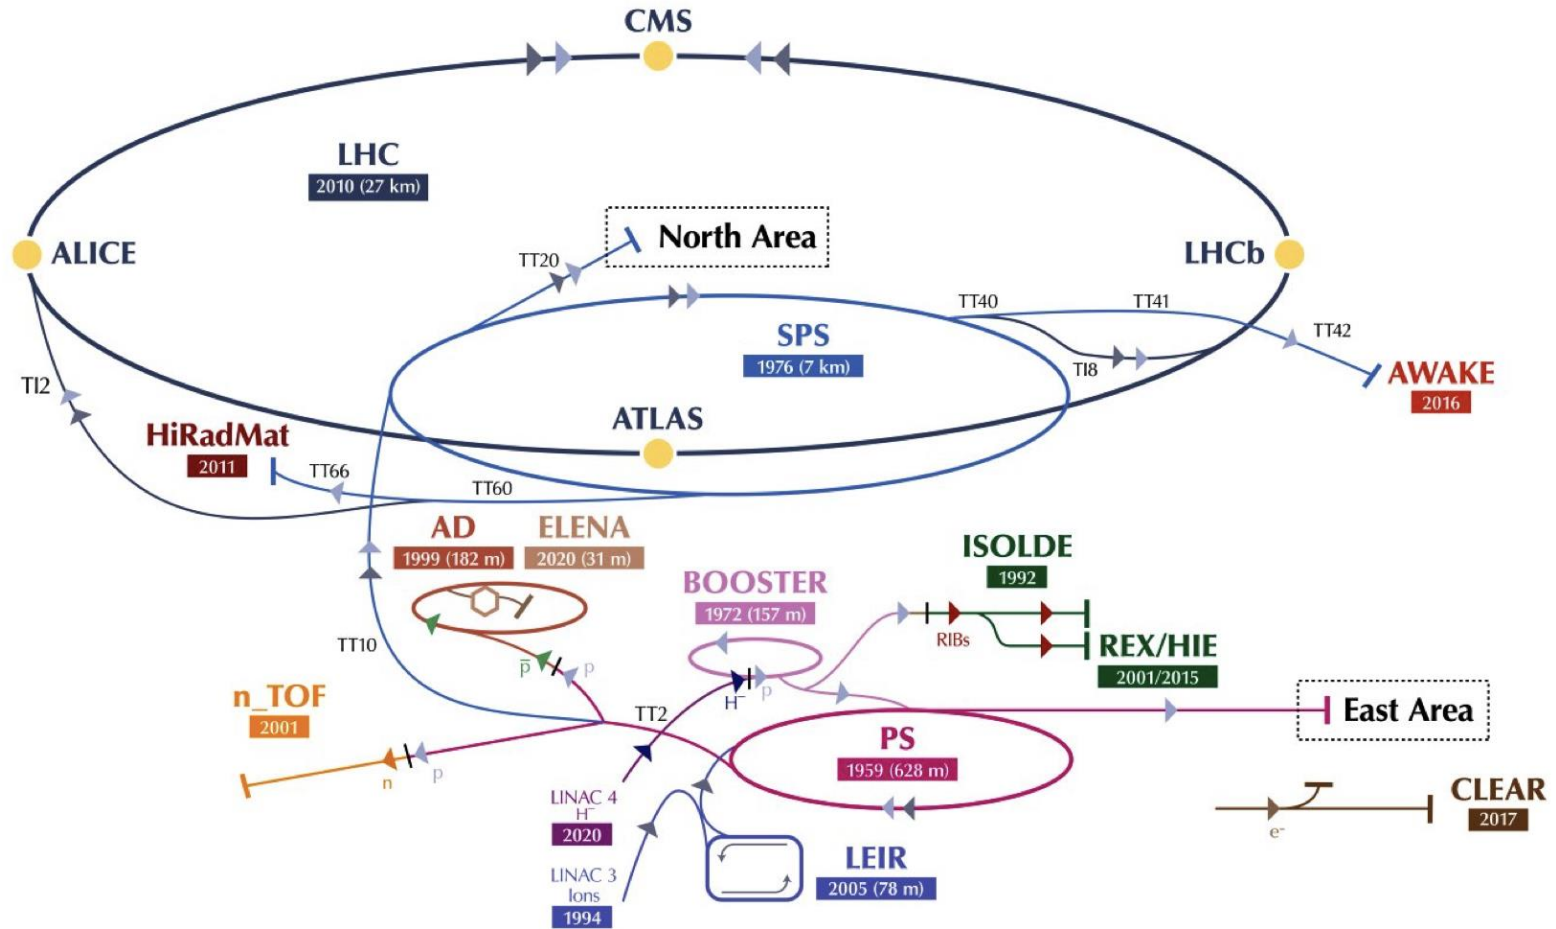 CMS
LHC
2010 (27 km)
North Area
ALICE
LHCb
TT20
TT40
TT41
TT42
SPS
1976 (7 km)
TI8
TI2
AWAKE
2016
ATLAS
HiRadMat
2011
TT66
TT60
AD
1999 (182 m)
ELENA
2020 (31 m)
ISOLDE
1992
BOOSTER
1972 (157 m)
RIBs
REX/HIE
2001/2015
TT10
p̅
p
H⁻
p
n_TOF
2001
TT2
East Area
PS
1959 (628 m)
n
p
LINAC 4
H⁻
2020
CLEAR
2017
e⁻
LEIR
2005 (78 m)
LINAC 3
Ions
1994